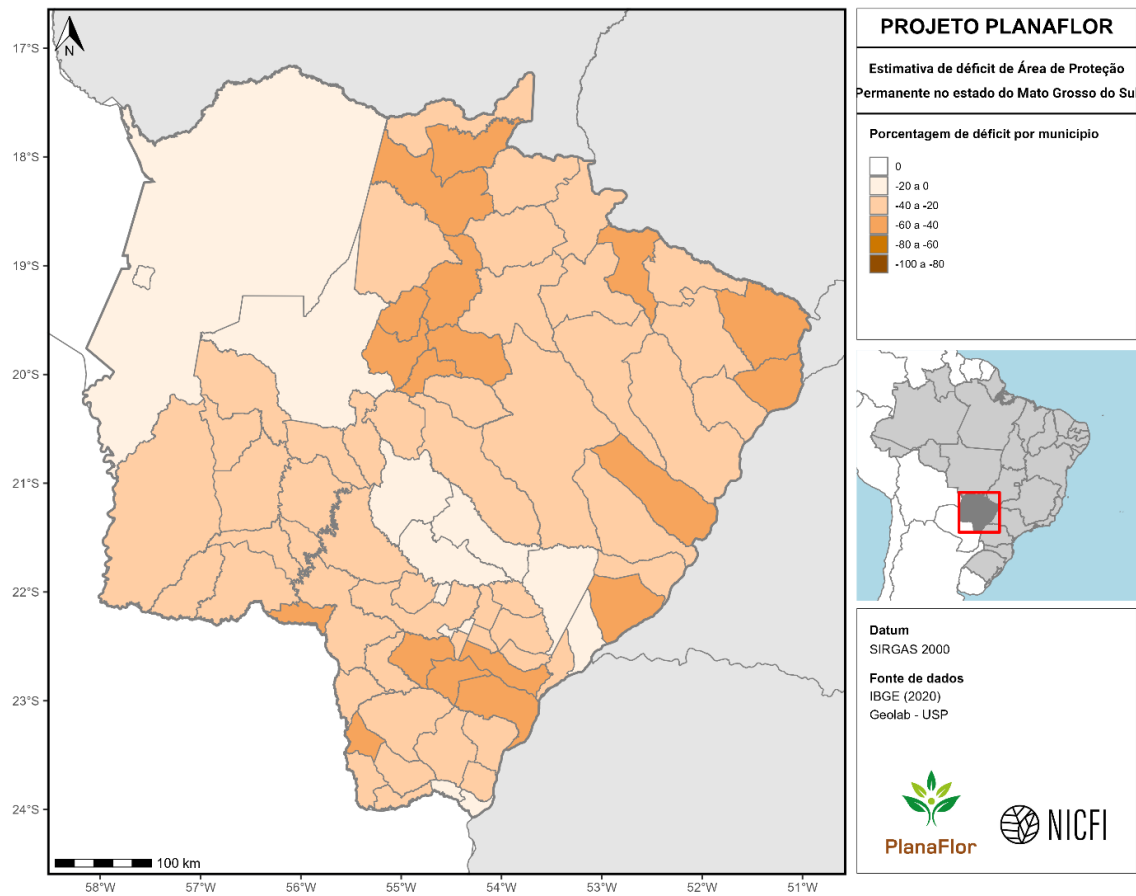 PROJETO PLANAFLOR
Estimativa de déficit de Área de Proteção
Permanente no estado do Mato Grosso do Sul
Porcentagem de déficit por município
0
-20 a 0
-40 a -20
-60 a -40
-80 a -60
-100 a -80
N
17°S
18°S
19°S
20°S
21°S
22°S
23°S
24°S
100 km
58°W 57°W 56°W 55°W 54°W 53°W 52°W 51°W
Datum
SIRGAS 2000
Fonte de dados
IBGE (2020)
Geolab - USP
PlanaFlor
NICFI